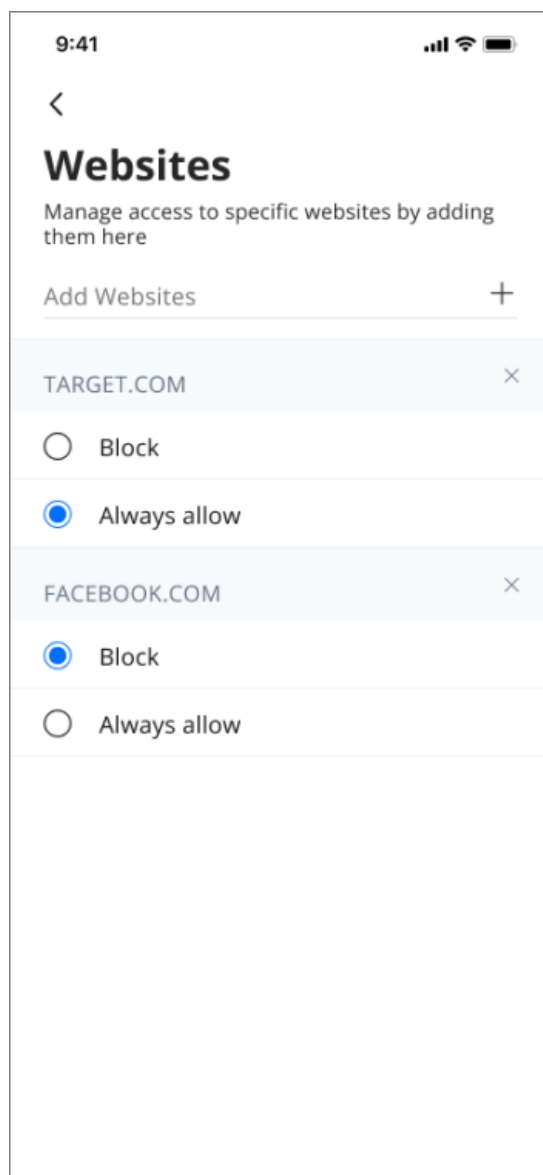 9:41
Websites
Manage access to specific websites by adding
them here
Add Websites
TARGET.COM
Block
Always allow
FACEBOOK.COM
Block
Always allow